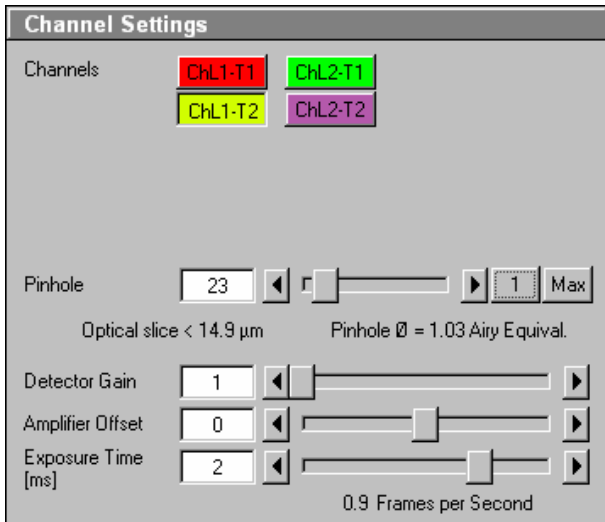 Channel Settings
Channels ChL1-T1 ChL2-T1
ChL1-T2 ChL2-T2
Pinhole 23 1 Max
Optical slice < 14.9 µm Pinhole Ø = 1.03 Airy Equival.
Detector Gain 1
Amplifier Offset 0
Exposure Time
[ms] 2
0.9 Frames per Second